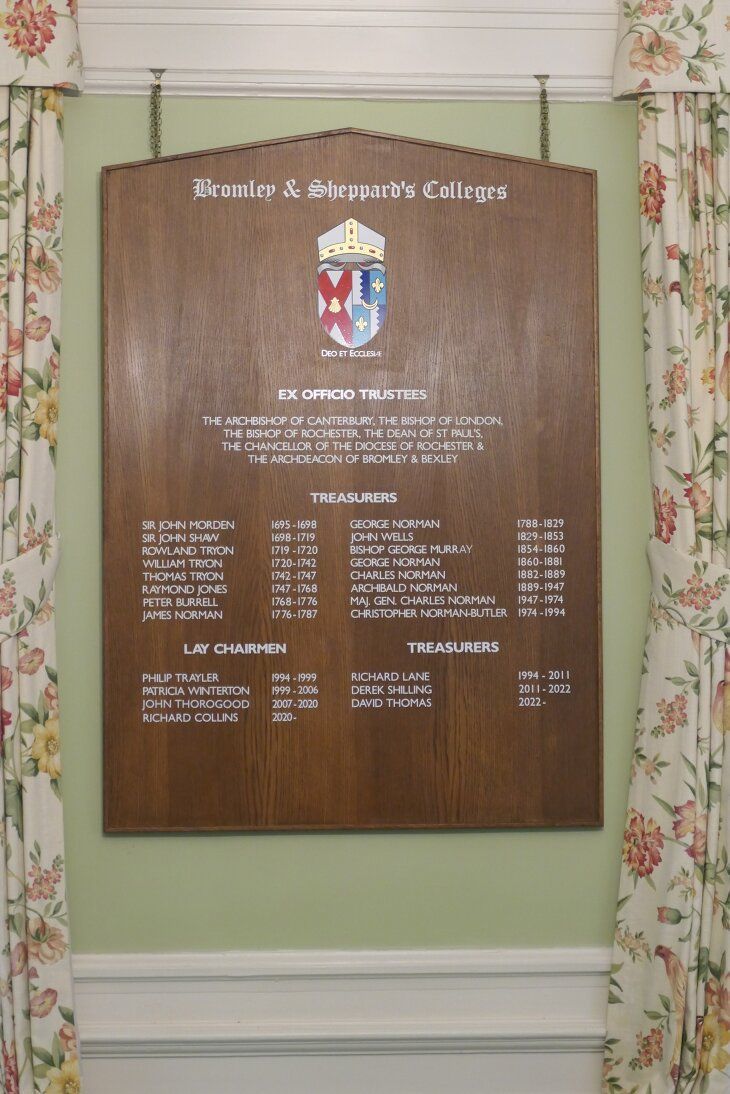 Bromley & Sheppard's Colleges
DEO ET ECCLESIÆ
EX OFFICIO TRUSTEES
THE ARCHBISHOP OF CANTERBURY, THE BISHOP OF LONDON,
THE BISHOP OF ROCHESTER, THE DEAN OF ST PAUL'S,
THE CHANCELLOR OF THE DIOCESE OF ROCHESTER &
THE ARCHDEACON OF BROMLEY & BEXLEY
TREASURERS
SIR JOHN MORDEN 1695-1698
SIR JOHN SHAW 1698-1719
ROWLAND TRYON 1719-1720
WILLIAM TRYON 1720-1742
THOMAS TRYON 1742-1747
RAYMOND JONES 1747-1768
PETER BURRELL 1768-1776
JAMES NORMAN 1776-1787
GEORGE NORMAN 1788-1829
JOHN WELLS 1829-1853
BISHOP GEORGE MURRAY 1854-1860
GEORGE NORMAN 1860-1881
CHARLES NORMAN 1882-1889
ARCHIBALD NORMAN 1889-1947
MAJ. GEN. CHARLES NORMAN 1947-1974
CHRISTOPHER NORMAN-BUTLER 1974-1994
LAY CHAIRMEN
PHILIP TRAYLER 1994-1999
PATRICIA WINTERTON 1999-2006
JOHN THOROGOOD 2007-2020
RICHARD COLLINS 2020-
TREASURERS
RICHARD LANE 1994-2011
DEREK SHILLING 2011-2022
DAVID THOMAS 2022-